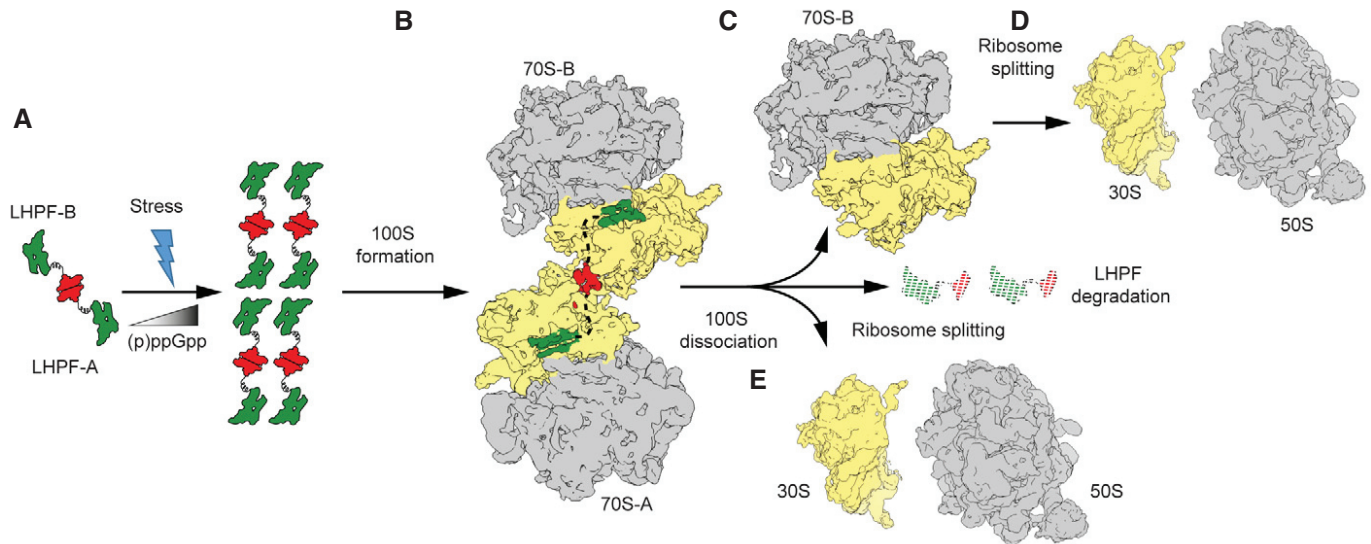 A
LHPF-B
LHPF-A
Stress
(p)ppGpp
100S
formation
B
70S-B
70S-A
100S
dissociation
C
70S-B
Ribosome
splitting
D
30S
50S
LHPF
degradation
Ribosome splitting
E
30S
50S